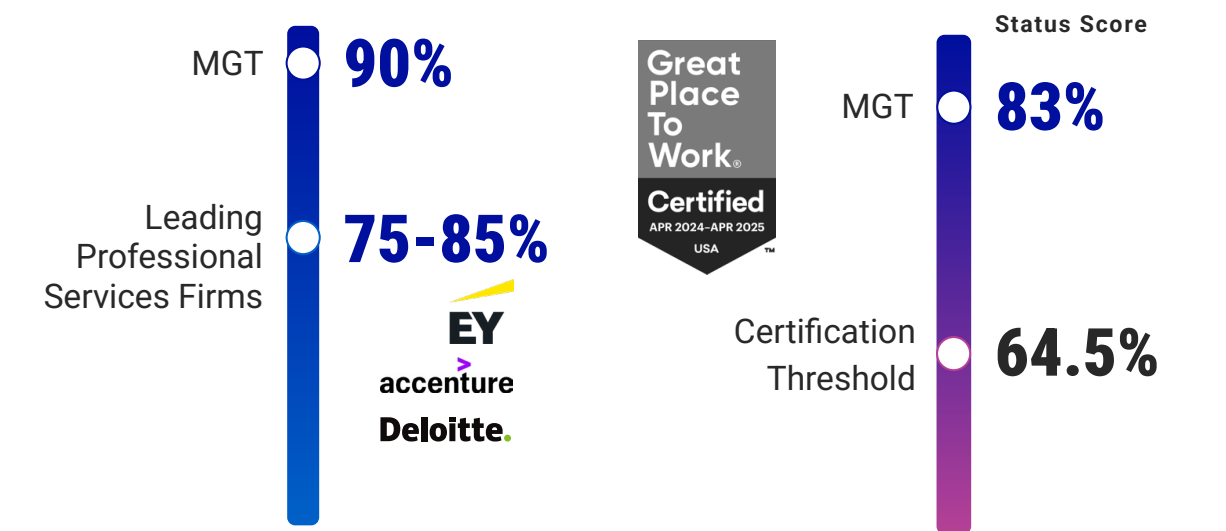 MGT
90%
Leading
Professional
Services Firms
75-85%
EY
accenture
Deloitte.
Great
Place
To
Work®
Certified
APR 2024–APR 2025
USA
™
Status Score
MGT
83%
Certification
Threshold
64.5%